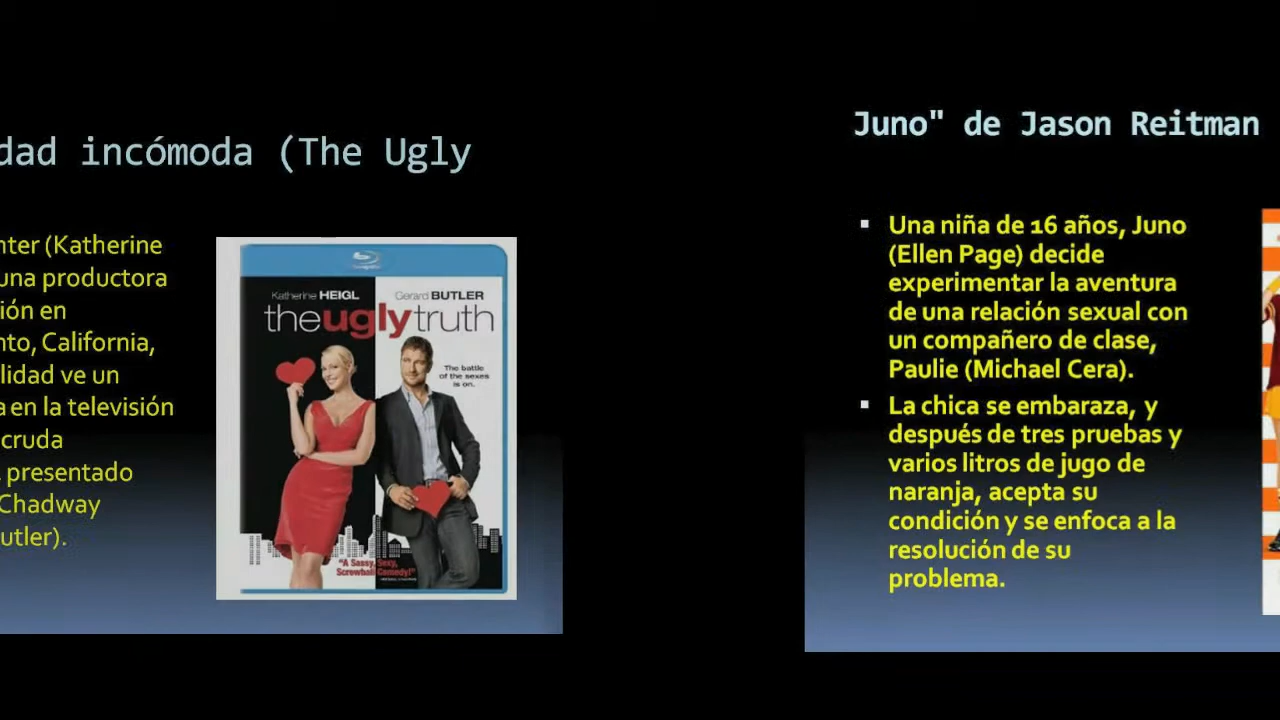 dad incómoda (The Ugly
nter (Katherine
una productora
ión en
nto, California,
lidad ve un
a en la televisión
cruda
presentado
Chadway
utler).
Katherine HEIGL
Gerard BUTLER
the ugly truth
The battle
of the sexes
is on.
"A Sassy, Sexy,
Screwball Comedy!"
Juno" de Jason Reitman
▪ Una niña de 16 años, Juno
(Ellen Page) decide
experimentar la aventura
de una relación sexual con
un compañero de clase,
Paulie (Michael Cera).
▪ La chica se embaraza, y
después de tres pruebas y
varios litros de jugo de
naranja, acepta su
condición y se enfoca a la
resolución de su
problema.